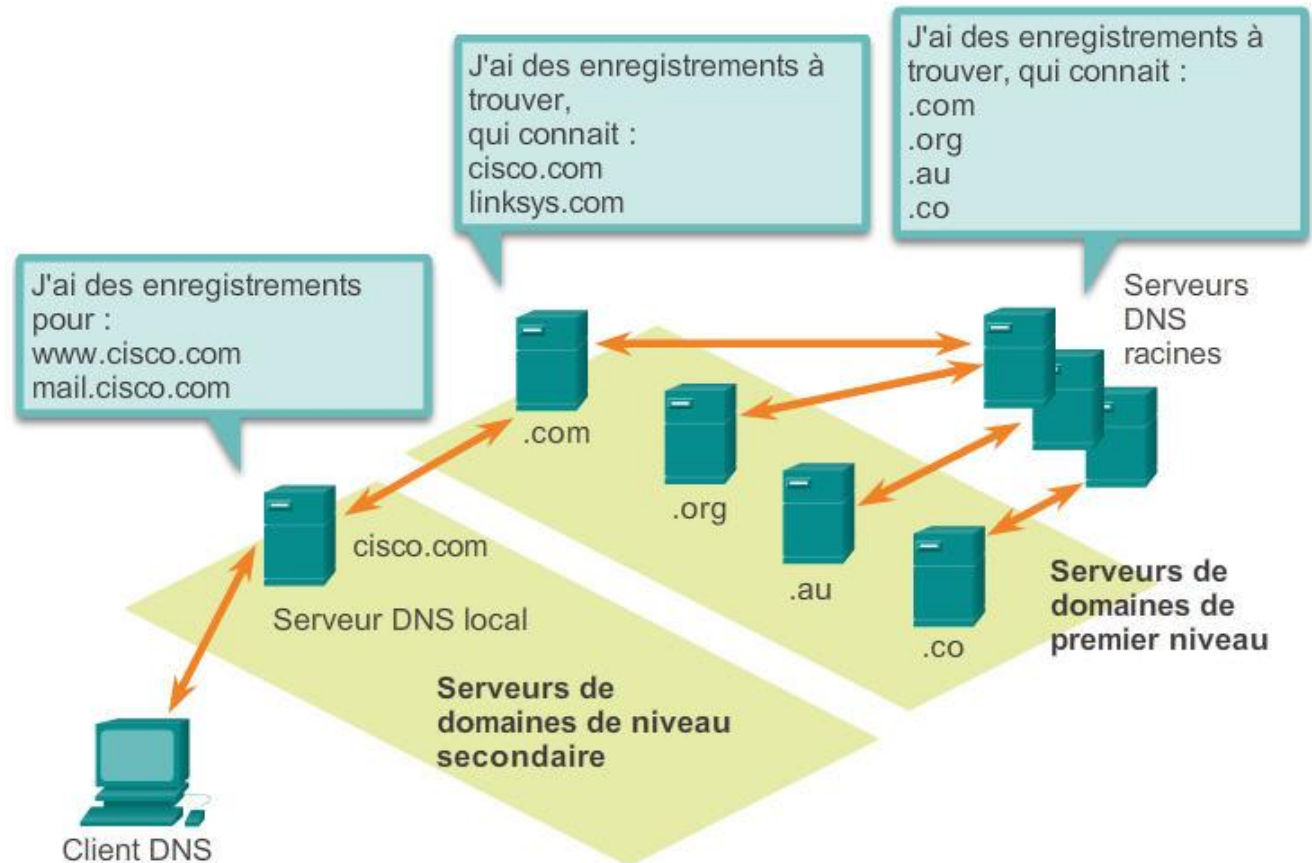 J'ai des enregistrements à
trouver,
qui connait :
cisco.com
linksys.com
J'ai des enregistrements à
trouver, qui connait :
.com
.org
.au
.co
J'ai des enregistrements
pour :
www.cisco.com
mail.cisco.com
Serveurs
DNS
racines
.com
.org
.au
.co
cisco.com
Serveur DNS local
Serveurs de
domaines de
premier niveau
Serveurs de
domaines de niveau
secondaire
Client DNS